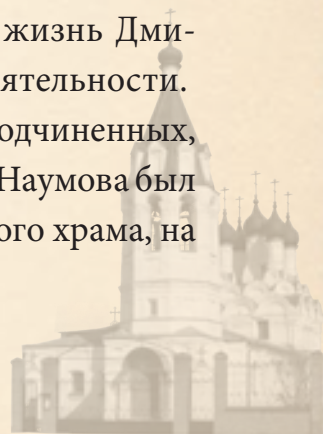 жизнь Дми-
ятельности.
одчиненных,
Наумова был
ого храма, на